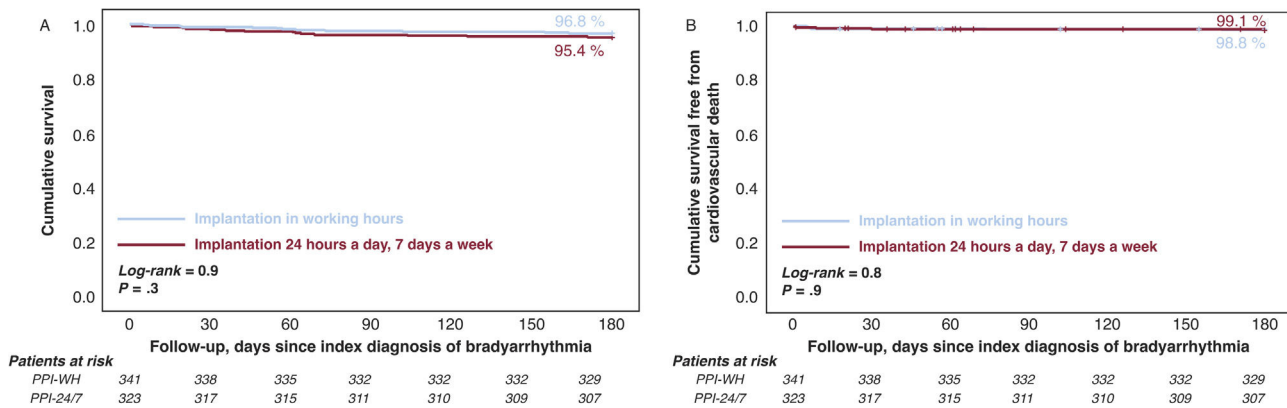 A
1.0
0.8
0.6
0.4
0.2
0.0
Cumulative survival
96.8 %
95.4 %
Implantation in working hours
Implantation 24 hours a day, 7 days a week
Log-rank = 0.9
P = .3
0 30 60 90 120 150 180
Follow-up, days since index diagnosis of bradyarrhythmia
Patients at risk
PPI-WH 341 338 335 332 332 332 329
PPI-24/7 323 317 315 311 310 309 307
B
1.0
0.8
0.6
0.4
0.2
0.0
Cumulative survival free from
cardiovascular death
99.1 %
98.8 %
Implantation in working hours
Implantation 24 hours a day, 7 days a week
Log-rank = 0.8
P = .9
0 30 60 90 120 150 180
Follow-up, days since index diagnosis of bradyarrhythmia
Patients at risk
PPI-WH 341 338 335 332 332 332 329
PPI-24/7 323 317 315 311 310 309 307